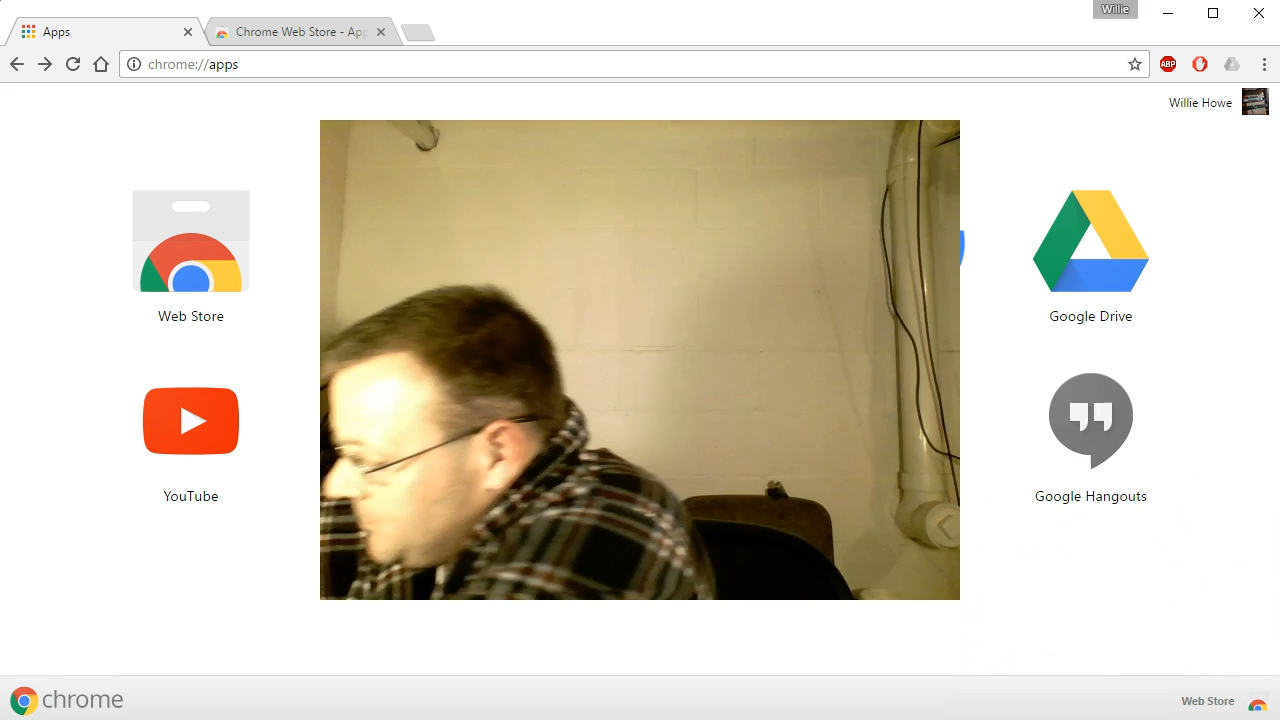 Willie
Apps
Chrome Web Store - App
chrome://apps
ABP
Willie Howe
Web Store
Google Drive
YouTube
Google Hangouts
chrome
Web Store